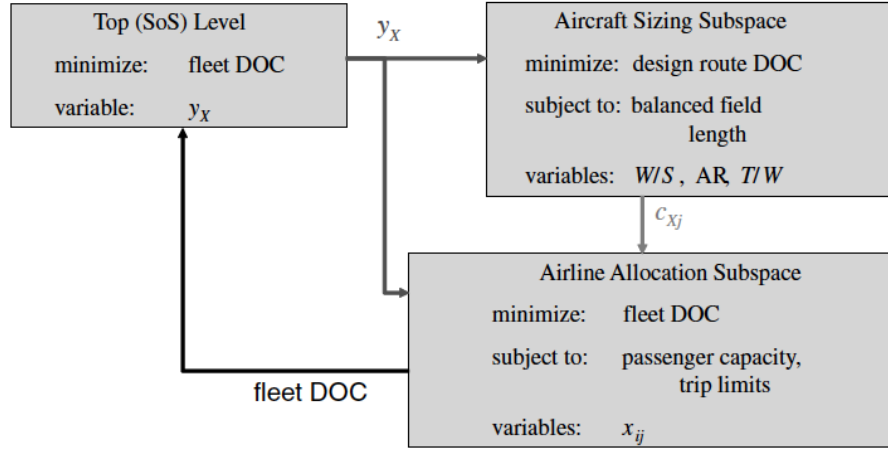 Top (SoS) Level
minimize: fleet DOC
variable: y_X
y_X
Aircraft Sizing Subspace
minimize: design route DOC
subject to: balanced field
length
variables: W/S , AR, T/W
c_Xj
Airline Allocation Subspace
minimize: fleet DOC
subject to: passenger capacity,
trip limits
variables: x_ij
fleet DOC